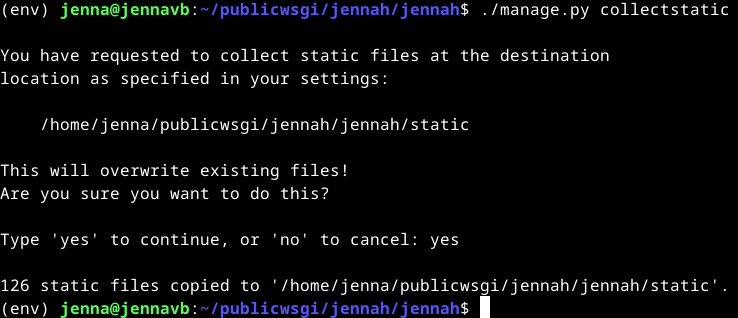 (env) jenna@jennavb:~/publicwsgi/jennah/jennah$ ./manage.py collectstatic
You have requested to collect static files at the destination
location as specified in your settings:
/home/jenna/publicwsgi/jennah/jennah/static
This will overwrite existing files!
Are you sure you want to do this?
Type 'yes' to continue, or 'no' to cancel: yes
126 static files copied to '/home/jenna/publicwsgi/jennah/jennah/static'.
(env) jenna@jennavb:~/publicwsgi/jennah/jennah$